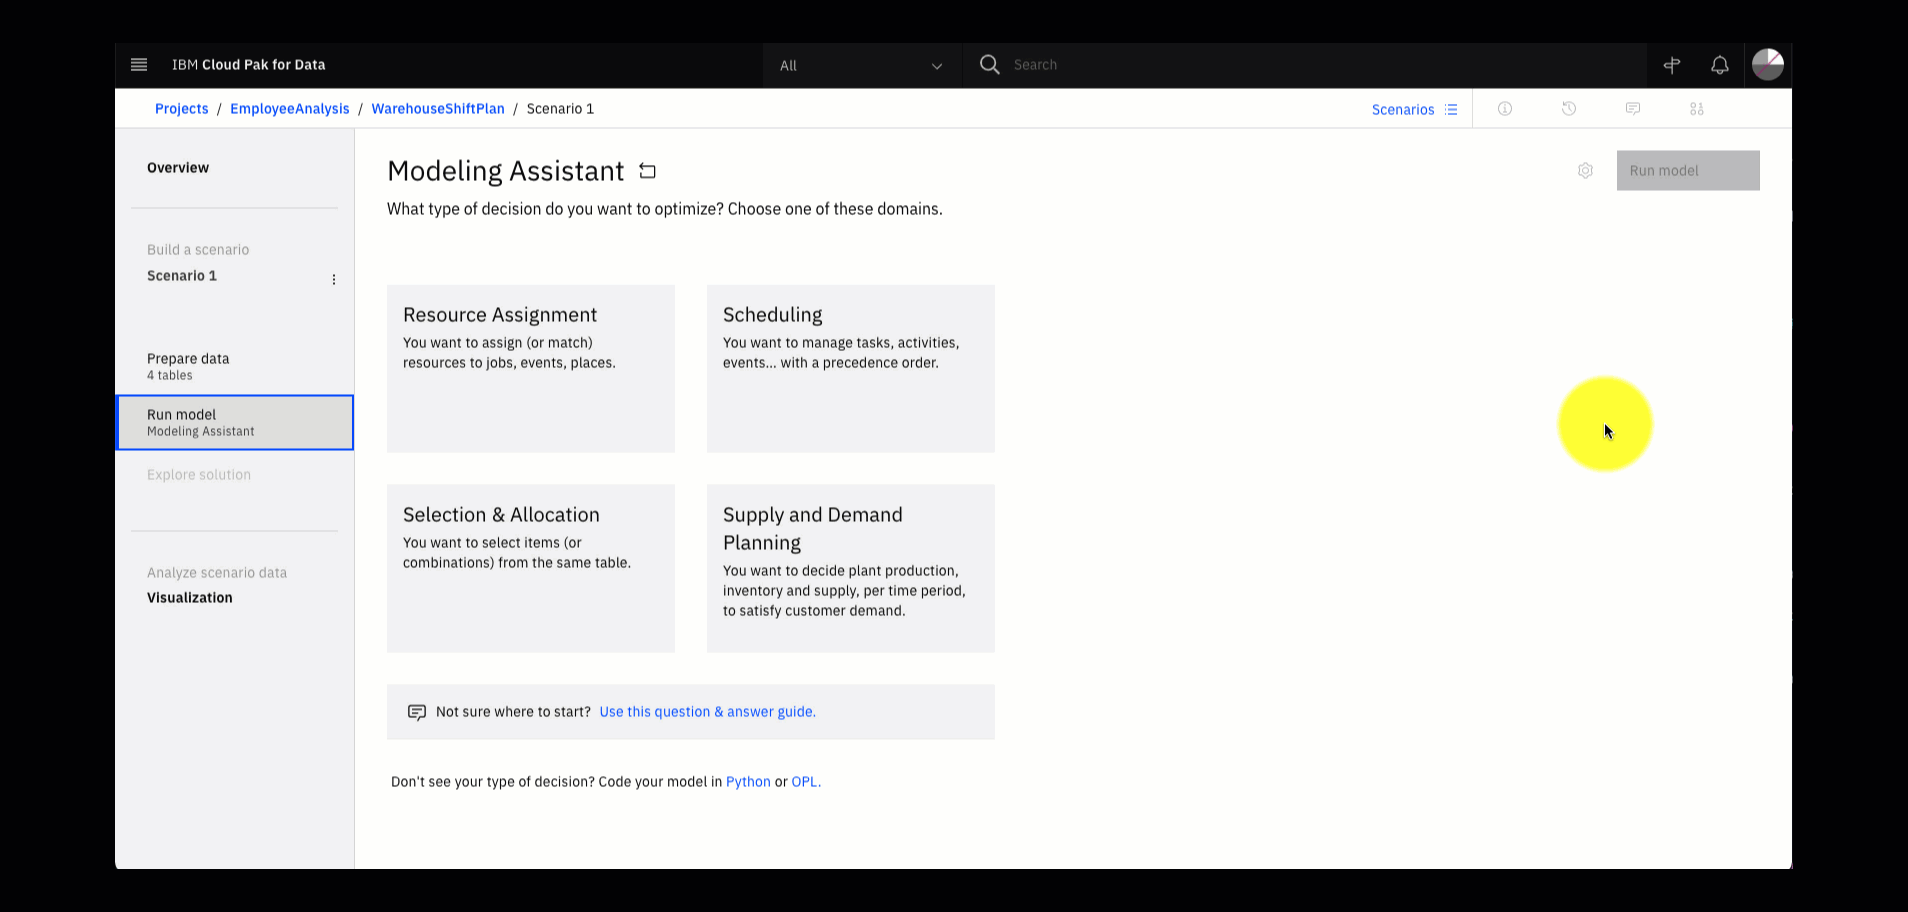 IBM Cloud Pak for Data
All
Search
Projects / EmployeeAnalysis / WarehouseShiftPlan / Scenario 1
Scenarios
Overview
Build a scenario
Scenario 1
Prepare data
4 tables
Run model
Modeling Assistant
Explore solution
Analyze scenario data
Visualization
Modeling Assistant
Run model
What type of decision do you want to optimize? Choose one of these domains.
Resource Assignment
You want to assign (or match)
resources to jobs, events, places.
Scheduling
You want to manage tasks, activities,
events... with a precedence order.
Selection & Allocation
You want to select items (or
combinations) from the same table.
Supply and Demand
Planning
You want to decide plant production,
inventory and supply, per time period,
to satisfy customer demand.
Not sure where to start? Use this question & answer guide.
Don't see your type of decision? Code your model in Python or OPL.